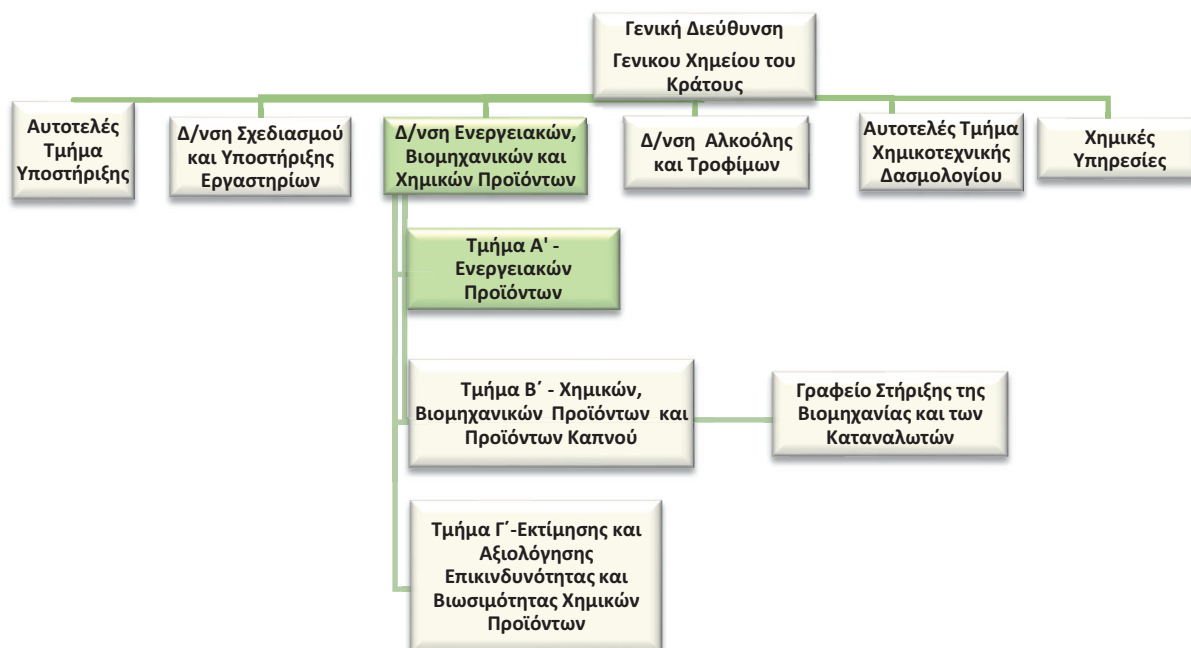 Γενική Διεύθυνση
Γενικου Χημείου του
Κράτους
Αυτοτελές
Τμήμα
Υποστήριξης
Δ/νση Σχεδιασμού
και Υποστήριξης
Εργαστηρίων
Δ/νση Ενεργειακών,
Βιομηχανικών και
Χημικών Προϊόντων
Δ/νση Αλκοόλης
και Τροφίμων
Αυτοτελές Τμήμα
Χημικοτεχνικής
Δασμολογίου
Χημικές
Υπηρεσίες
Τμήμα Α' -
Ενεργειακών
Προϊόντων
Τμήμα Β΄ - Χημικών,
Βιομηχανικών Προϊόντων και
Προϊόντων Καπνού
Γραφείο Στήριξης της
Βιομηχανίας και των
Καταναλωτών
Τμήμα Γ΄-Εκτίμησης και
Αξιολόγησης
Επικινδυνότητας και
Βιωσιμότητας Χημικών
Προϊόντων